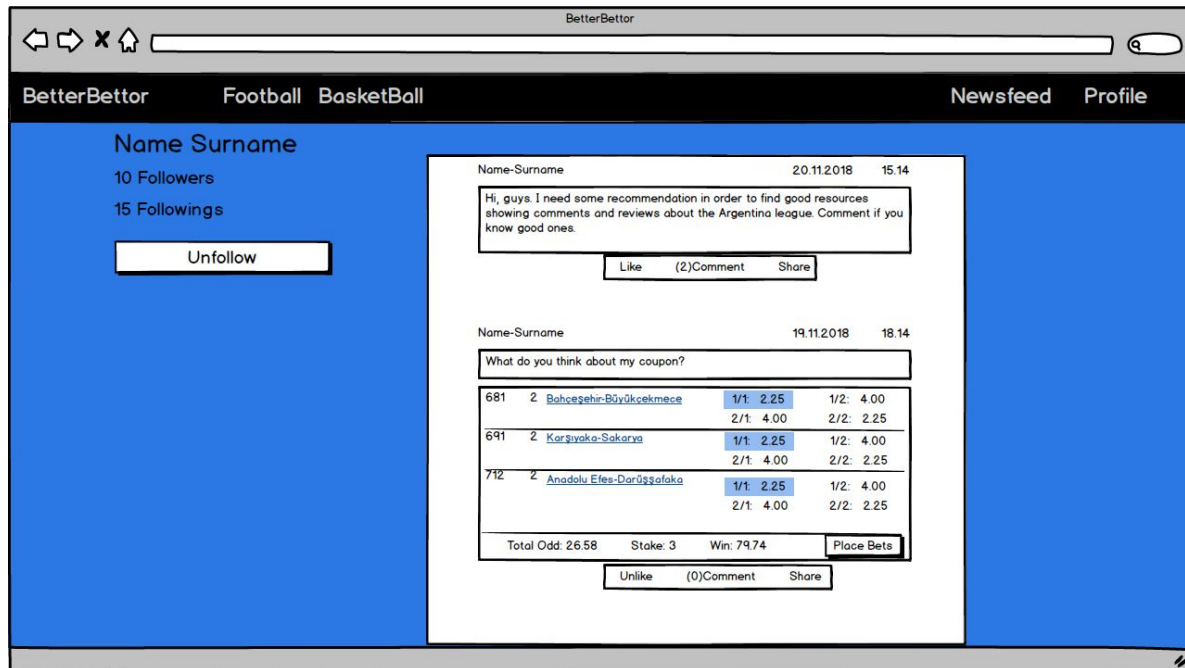 BetterBettor
BetterBettor Football BasketBall Newsfeed Profile
Name Surname
10 Followers
15 Followings
Unfollow
Name-Surname 20.11.2018 15.14
Hi, guys. I need some recommendation in order to find good resources
showing comments and reviews about the Argentina league. Comment if you
know good ones.
Like (2)Comment Share
Name-Surname 19.11.2018 18.14
What do you think about my coupon?
681 2 Bahçeşehir-Büyükçekmece 1/1: 2.25 1/2: 4.00
2/1: 4.00 2/2: 2.25
691 2 Karşıyaka-Sakarya 1/1: 2.25 1/2: 4.00
2/1: 4.00 2/2: 2.25
712 2 Anadolu Efes-Darüşşafaka 1/1: 2.25 1/2: 4.00
2/1: 4.00 2/2: 2.25
Total Odd: 26.58 Stake: 3 Win: 79.74 Place Bets
Unlike (0)Comment Share